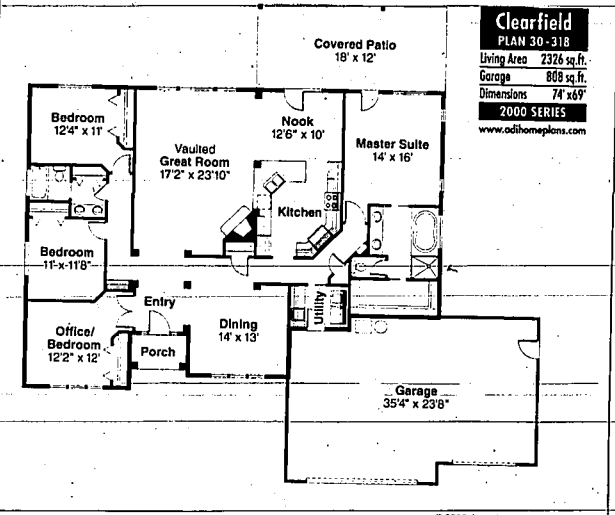 Clearfield
PLAN 30-318
Living Area 2326 sq.ft.
Garage 808 sq.ft.
Dimensions 74'x69'
2000 SERIES
www.adihomeplans.com
Covered Patio
18' x 12'
Bedroom
12'4" x 11'
Vaulted
Great Room
17'2" x 23'10"
Nook
12'6" x 10'
Master Suite
14' x 16'
Kitchen
Bedroom
11' x 11'8"
Entry
Utility
Office/
Bedroom
12'2" x 12'
Porch
Dining
14' x 13'
Garage
35'4" x 23'8"